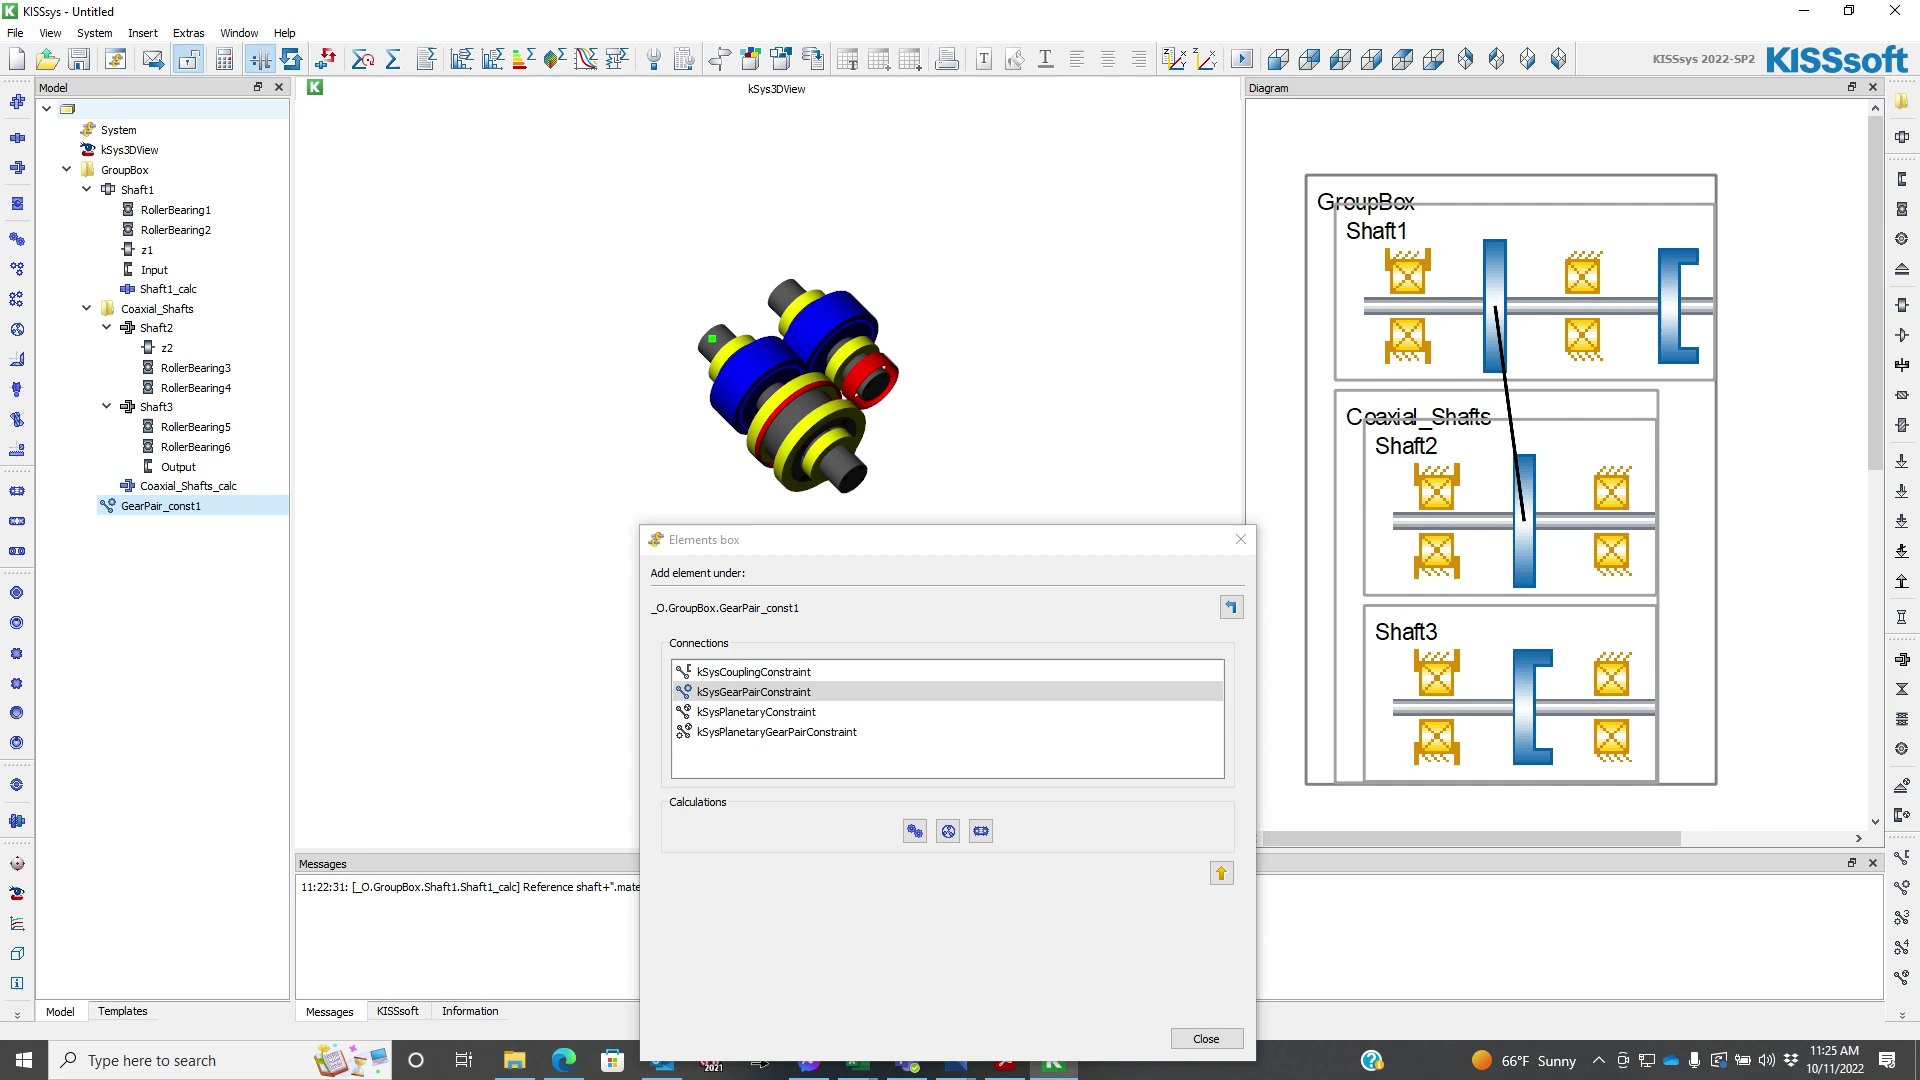 KISSsys - Untitled
File View System Insert Extras Window Help
KISSsys 2022-SP2 KISSsoft
Model
kSys3DView
Diagram
System
kSys3DView
GroupBox
Shaft1
RollerBearing1
RollerBearing2
z1
Input
Shaft1_calc
Coaxial_Shafts
Shaft2
z2
RollerBearing3
RollerBearing4
Shaft3
RollerBearing5
RollerBearing6
Output
Coaxial_Shafts_calc
GearPair_const1
GroupBox
Shaft1
Coaxial_Shafts
Shaft2
Shaft3
Elements box
Add element under:
_O.GroupBox.GearPair_const1
Connections
kSysCouplingConstraint
kSysGearPairConstraint
kSysPlanetaryConstraint
kSysPlanetaryGearPairConstraint
Calculations
Close
Messages
11:22:31: [_O.GroupBox.Shaft1.Shaft1_calc] Reference shaft+".mate
Model Templates
Messages KISSsoft Information
Type here to search
2021
66°F Sunny
11:25 AM
10/11/2022